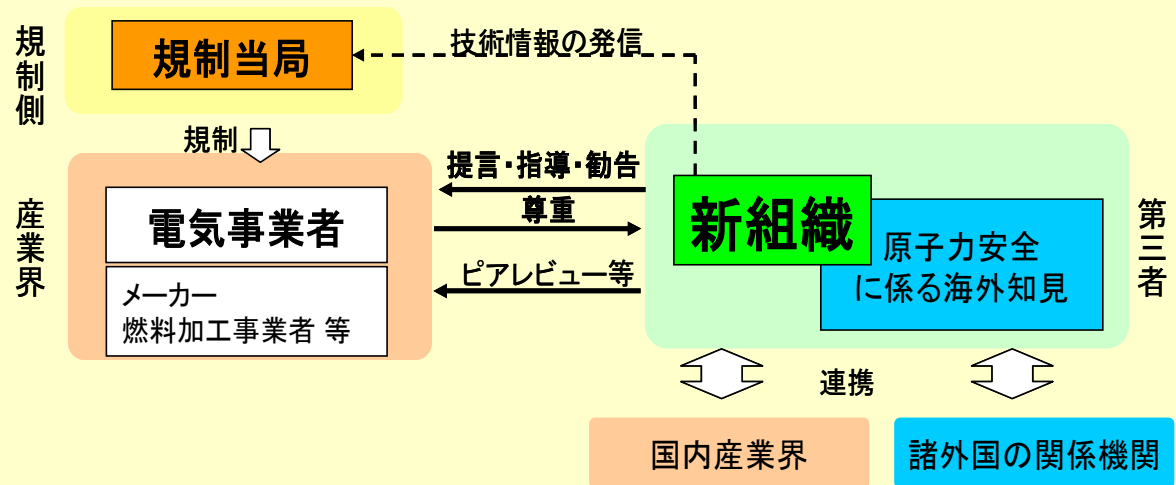 規制側
規制当局
技術情報の発信
規制
産業界
電気事業者
メーカー
燃料加工事業者 等
提言・指導・勧告
尊重
ピアレビュー等
新組織
原子力安全
に係る海外知見
第三者
連携
国内産業界
諸外国の関係機関